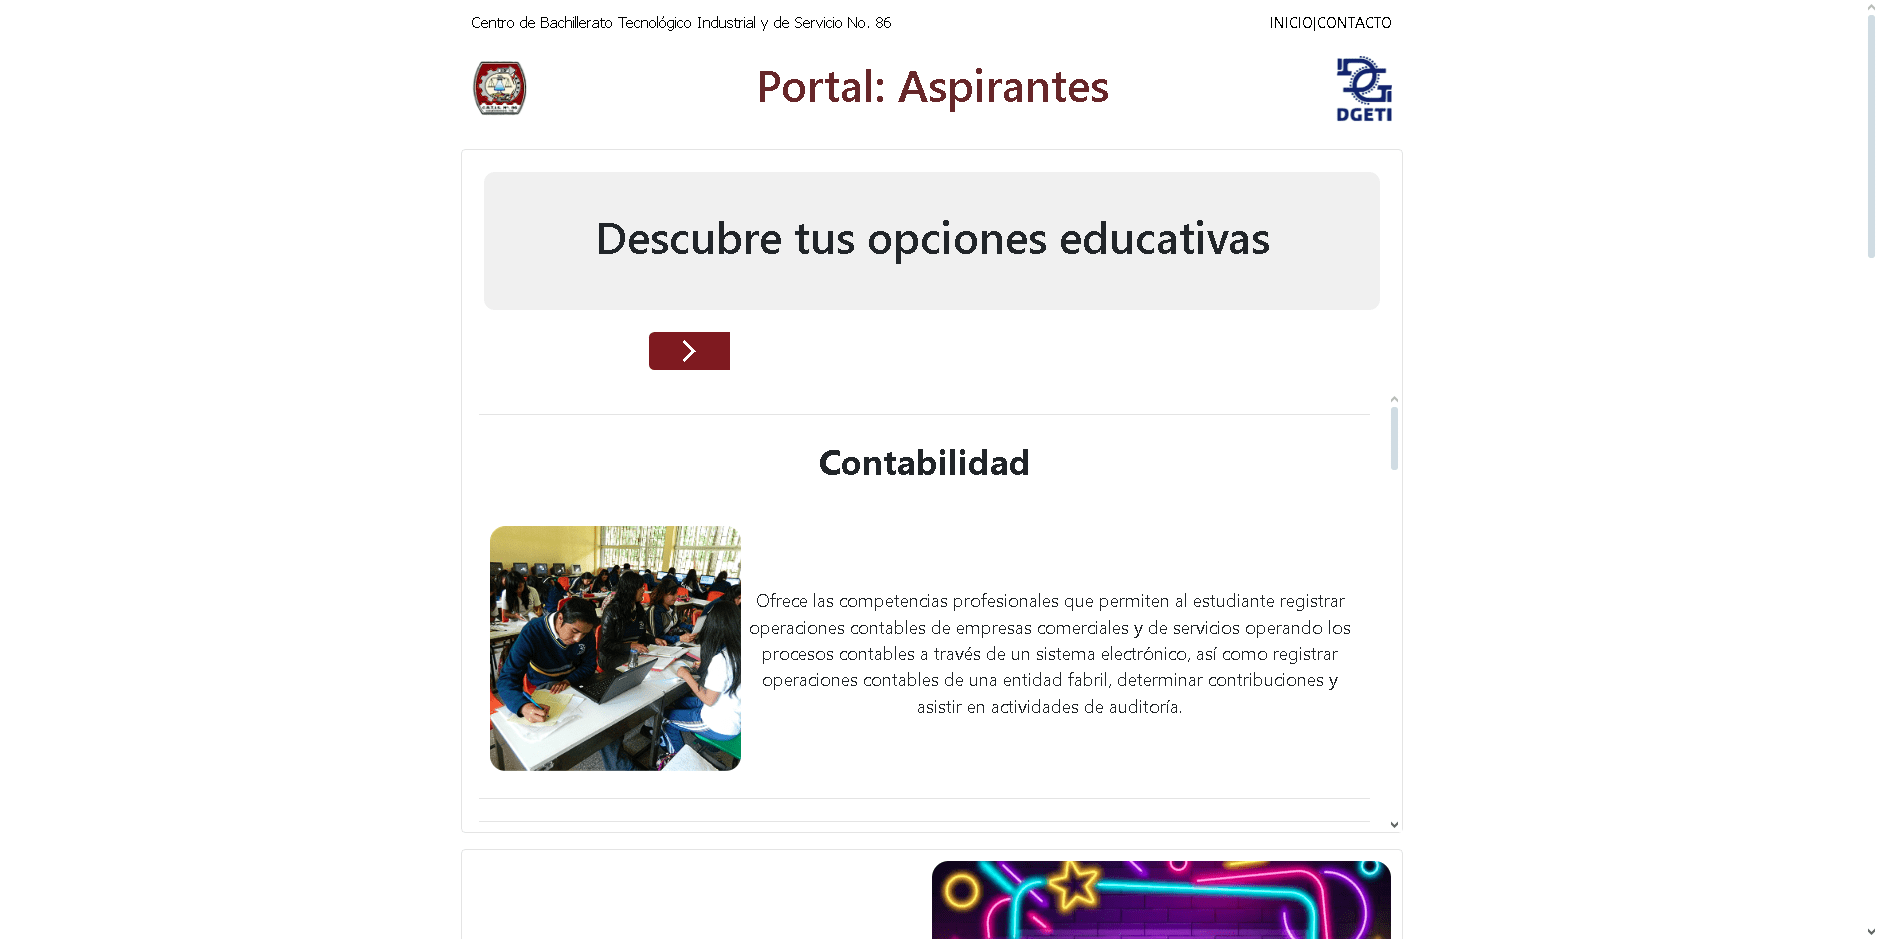 Centro de Bachillerato Tecnológico Industrial y de Servicio No. 86
INICIO|CONTACTO
Portal: Aspirantes
DGETI
Descubre tus opciones educativas
Contabilidad
Ofrece las competencias profesionales que permiten al estudiante registrar
operaciones contables de empresas comerciales y de servicios operando los
procesos contables a través de un sistema electrónico, así como registrar
operaciones contables de una entidad fabril, determinar contribuciones y
asistir en actividades de auditoría.